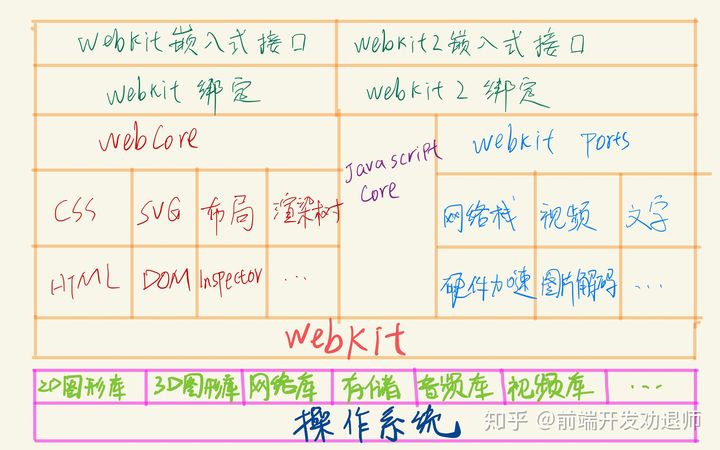 Webkit嵌入式接口 Webkit2嵌入式接口
Webkit 绑定 Webkit 2 绑定
WebCore Javascript Core Webkit Ports
CSS SVG 布局 渲染树 网络栈 视频 文字
HTML DOM Inspector ... 硬件加速 图片解码 ...
Webkit
2D图形库 3D图形库 网络库 存储 音频库 视频库 ...
操作系统
知乎 @前端开发劝退师